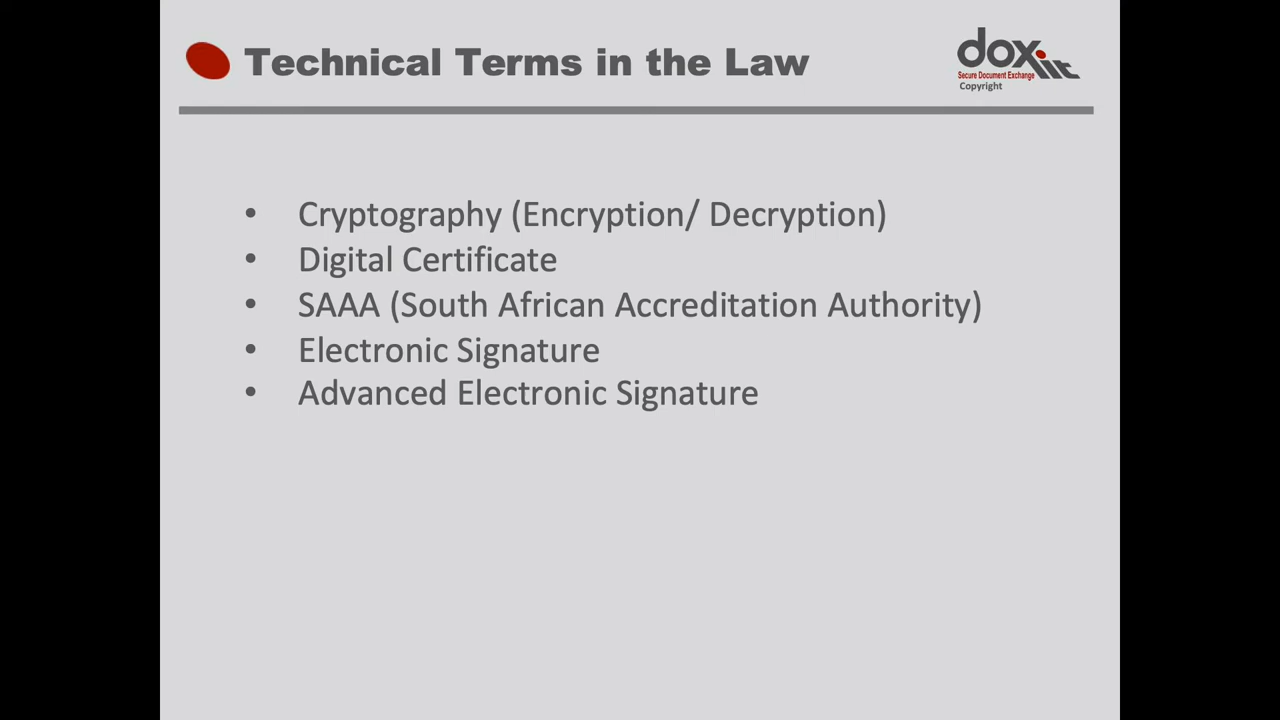 Technical Terms in the Law
doxiit
Secure Document Exchange
Copyright
• Cryptography (Encryption/ Decryption)
• Digital Certificate
• SAAA (South African Accreditation Authority)
• Electronic Signature
• Advanced Electronic Signature